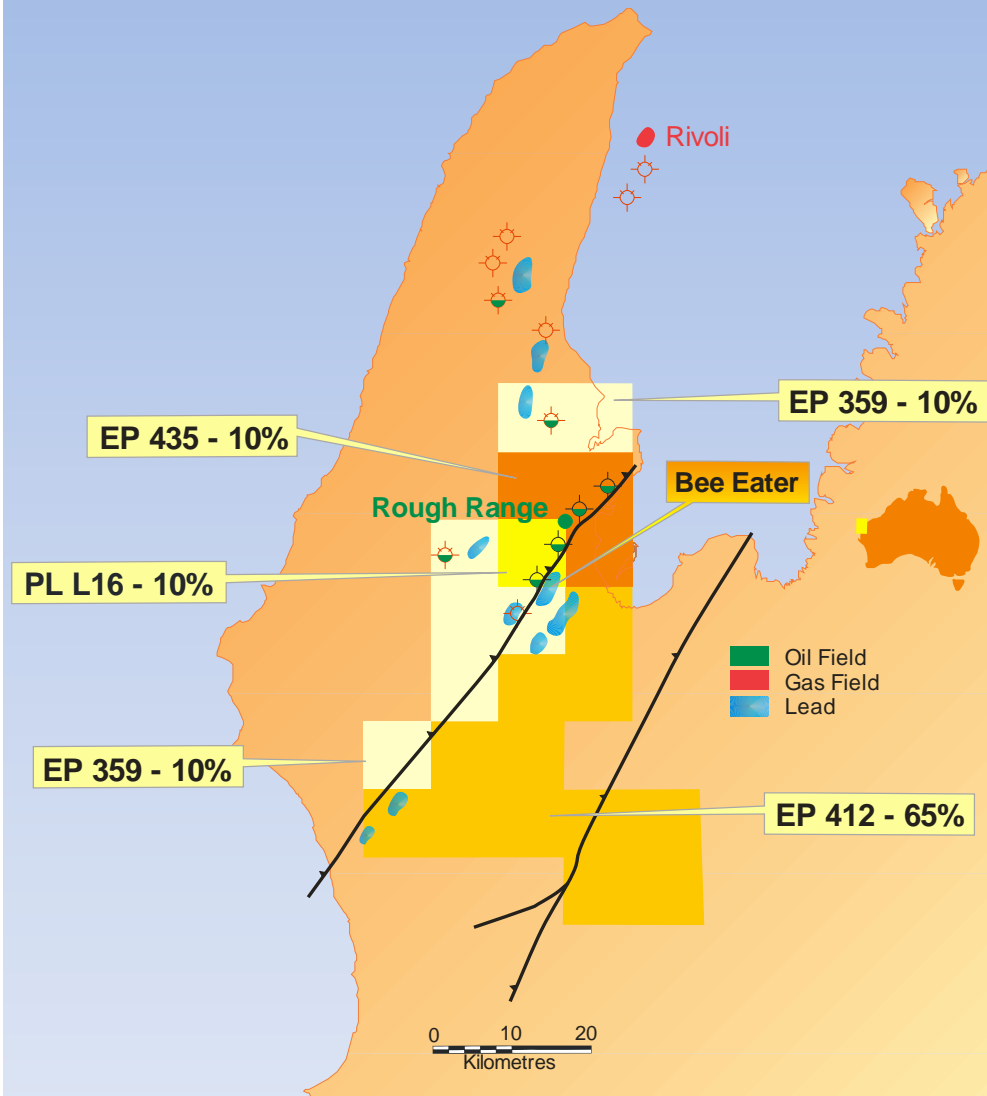 Rivoli
EP 359 - 10%
EP 435 - 10%
Bee Eater
Rough Range
PL L16 - 10%
Oil Field
Gas Field
Lead
EP 359 - 10%
EP 412 - 65%
0 10 20
Kilometres